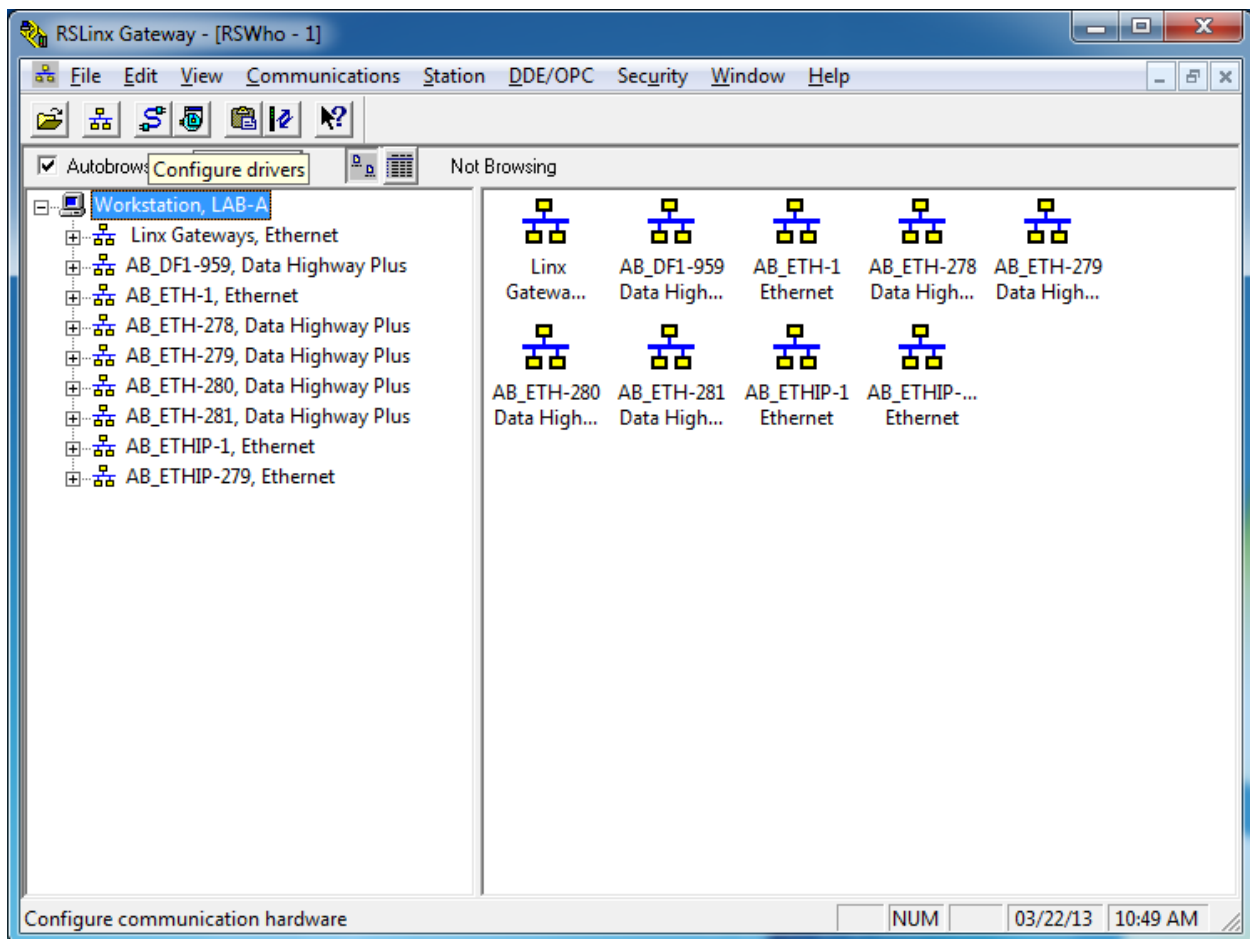 RSLinx Gateway - [RSWho - 1]
File Edit View Communications Station DDE/OPC Security Window Help
Autobrows Configure drivers Not Browsing
Workstation, LAB-A
Linx Gateways, Ethernet
AB_DF1-959, Data Highway Plus
AB_ETH-1, Ethernet
AB_ETH-278, Data Highway Plus
AB_ETH-279, Data Highway Plus
AB_ETH-280, Data Highway Plus
AB_ETH-281, Data Highway Plus
AB_ETHIP-1, Ethernet
AB_ETHIP-279, Ethernet
Linx AB_DF1-959 AB_ETH-1 AB_ETH-278 AB_ETH-279
Gatewa... Data High... Ethernet Data High... Data High...
AB_ETH-280 AB_ETH-281 AB_ETHIP-1 AB_ETHIP-...
Data High... Data High... Ethernet Ethernet
Configure communication hardware NUM 03/22/13 10:49 AM